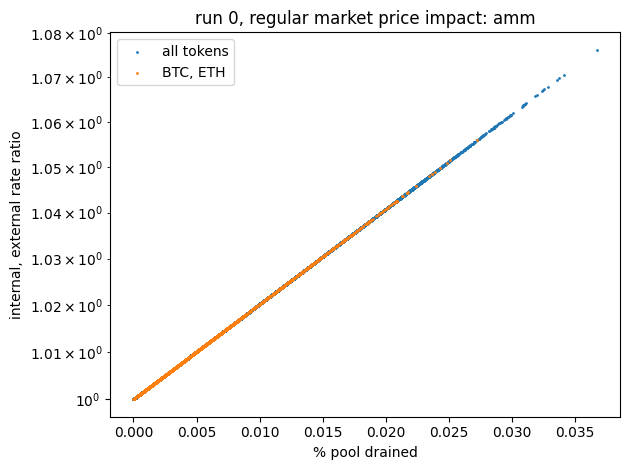 run 0, regular market price impact: amm
all tokens
BTC, ETH
1.08 × 10⁰
1.07 × 10⁰
1.06 × 10⁰
1.05 × 10⁰
1.04 × 10⁰
1.03 × 10⁰
1.02 × 10⁰
1.01 × 10⁰
10⁰
internal, external rate ratio
0.000 0.005 0.010 0.015 0.020 0.025 0.030 0.035
% pool drained